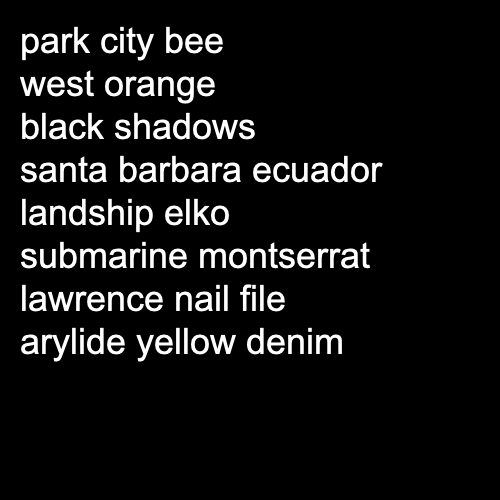 park city bee
west orange
black shadows
santa barbara ecuador
landship elko
submarine montserrat
lawrence nail file
arylide yellow denim